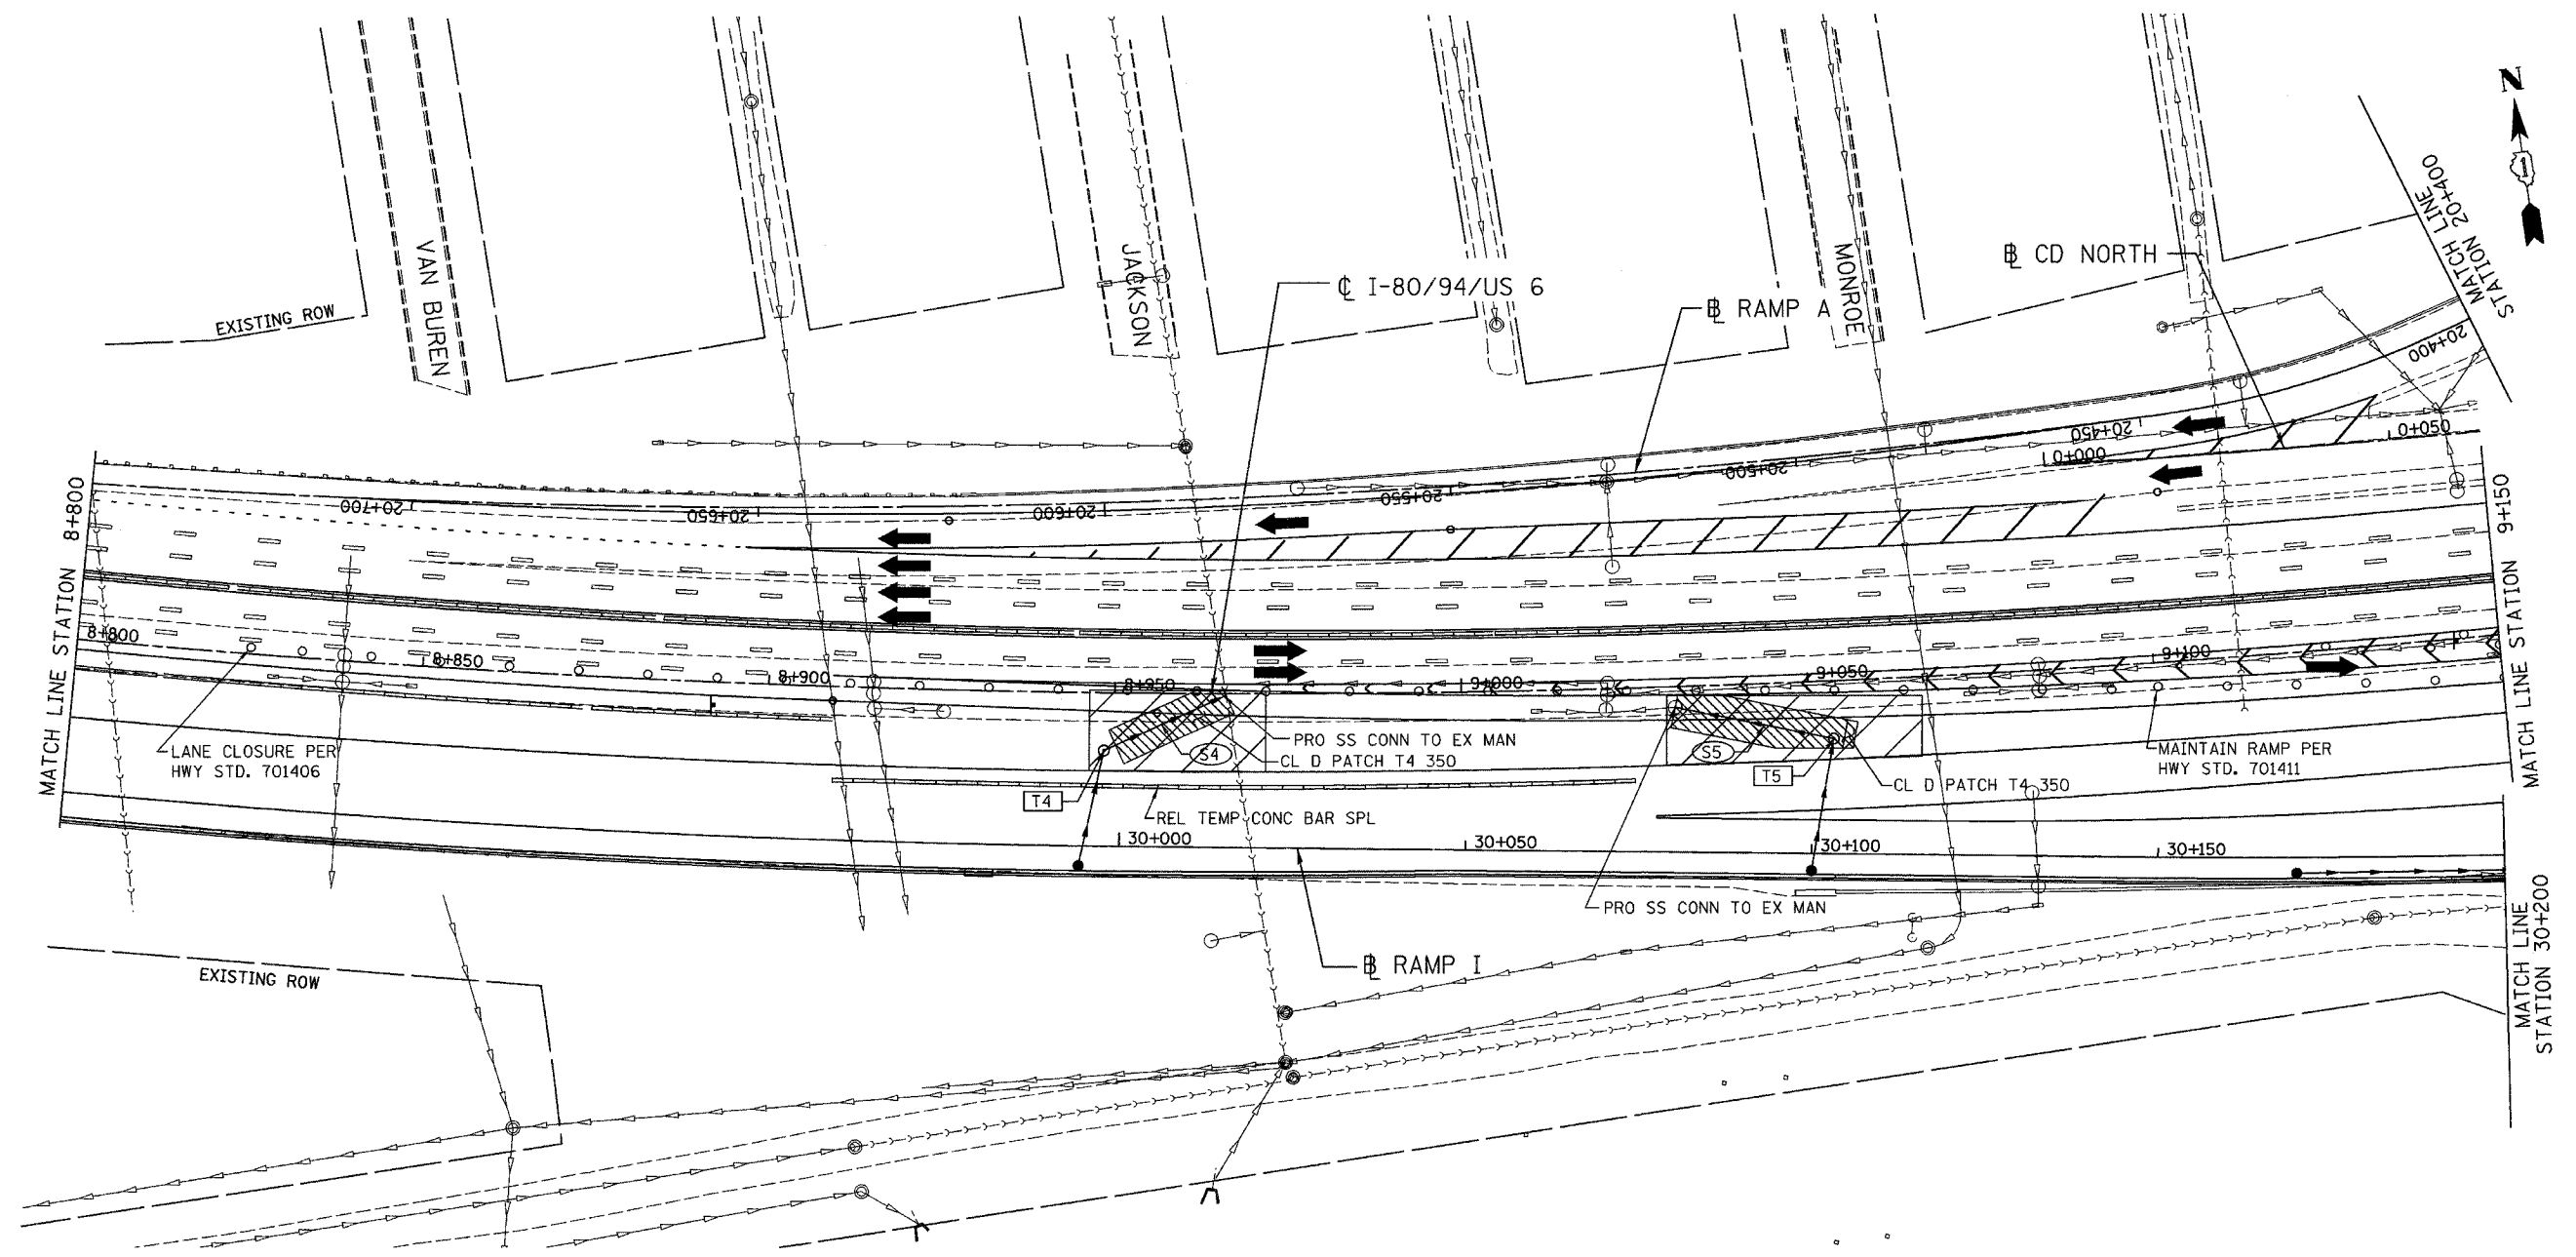 N
VAN BUREN
JACKSON
MONROE
MATCH LINE
STATION 20+400
EXISTING ROW
℄ I-80/94/US 6
BL RAMP A
BL CD NORTH
20+400
20+450
20+500
20+550
20+600
20+650
20+700
0+000
0+050
MATCH LINE STATION 8+800
MATCH LINE STATION 9+150
8+800
8+850
8+900
8+950
9+000
9+050
9+100
LANE CLOSURE PER
HWY STD. 701406
S4
PRO SS CONN TO EX MAN
CL D PATCH T4 350
T4
REL TEMP CONC BAR SPL
S5
T5
CL D PATCH T4 350
MAINTAIN RAMP PER
HWY STD. 701411
30+000
30+050
30+100
30+150
PRO SS CONN TO EX MAN
BL RAMP I
EXISTING ROW
MATCH LINE
STATION 30+200